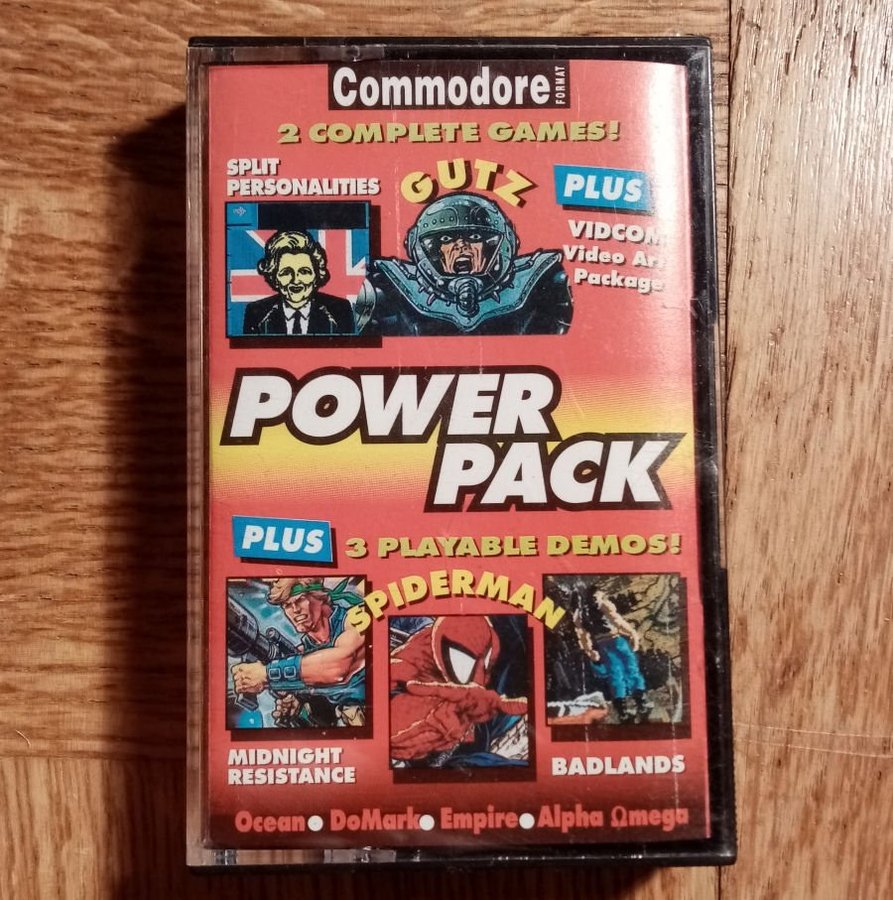 Commodore FORMAT
2 COMPLETE GAMES!
SPLIT
PERSONALITIES
GUTZ
PLUS
VIDCOM
Video Art
Package
POWER
PACK
PLUS
3 PLAYABLE DEMOS!
SPIDERMAN
MIDNIGHT
RESISTANCE
BADLANDS
Ocean ● DoMark ● Empire ● Alpha Ωmega